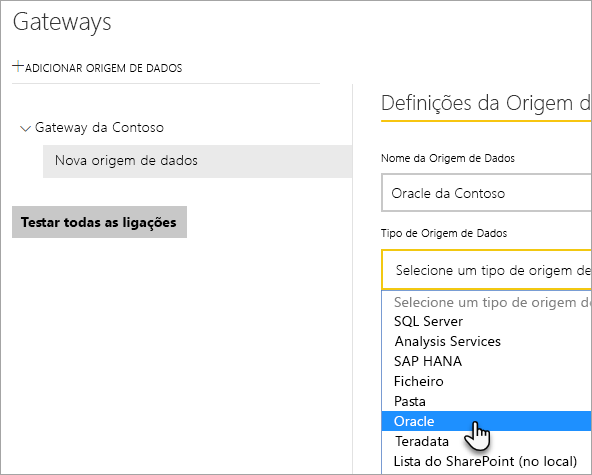 Gateways
+ADICIONAR ORIGEM DE DADOS
Gateway da Contoso
Nova origem de dados
Testar todas as ligações
Definições da Origem d
Nome da Origem de Dados
Oracle da Contoso
Tipo de Origem de Dados
Selecione um tipo de origem de
Selecione um tipo de origem de
SQL Server
Analysis Services
SAP HANA
Ficheiro
Pasta
Oracle
Teradata
Lista do SharePoint (no local)